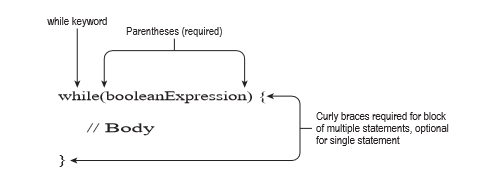 while keyword
Parentheses (required)
while(booleanExpression) {
Curly braces required for block
of multiple statements, optional
for single statement
// Body
}